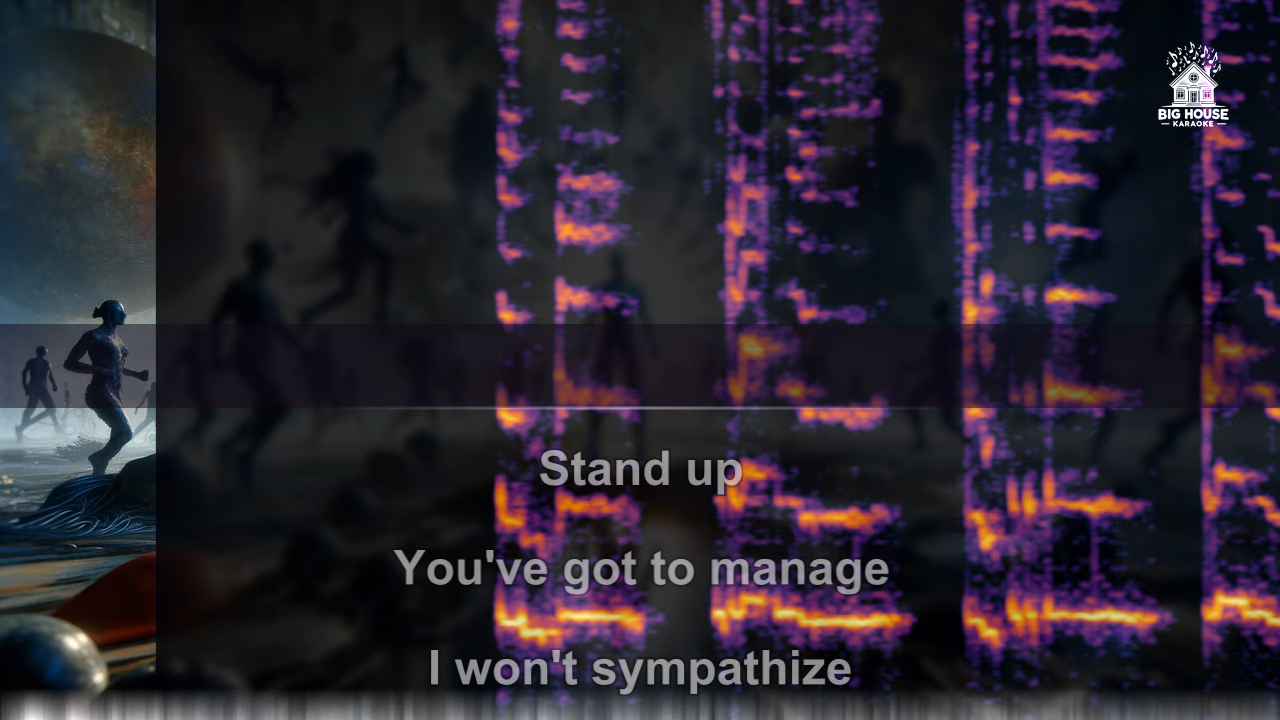 BIG HOUSE
KARAOKE
Stand up
You've got to manage
I won't sympathize